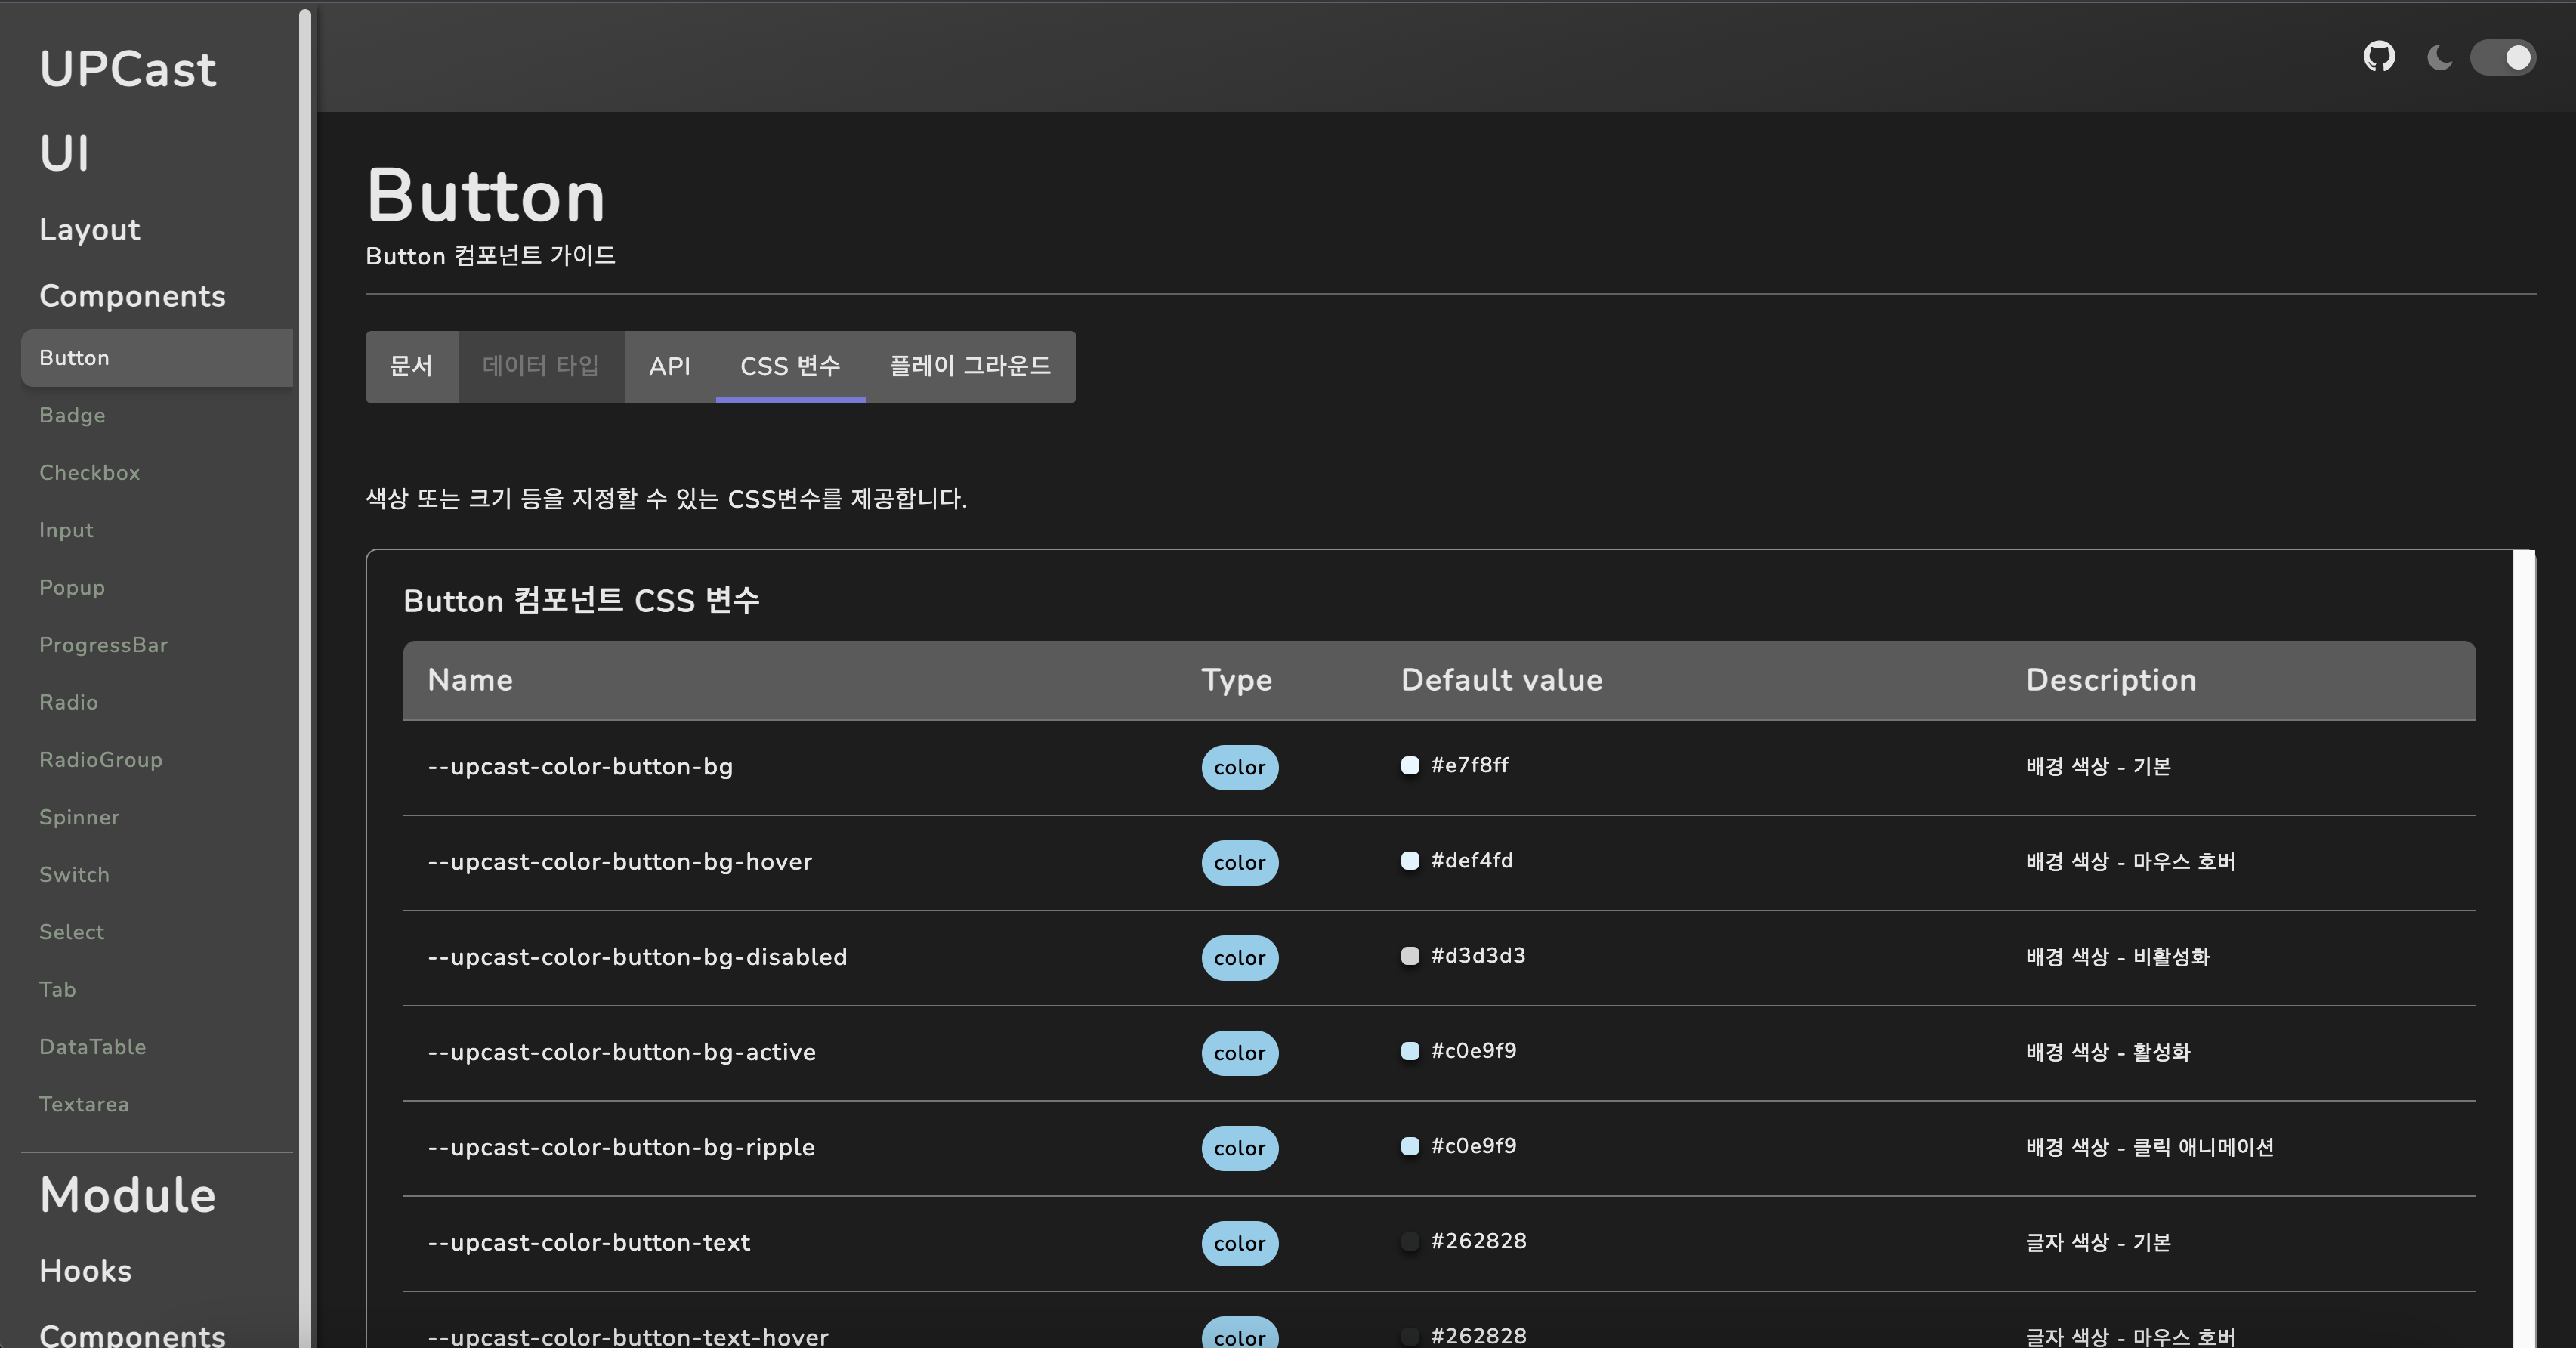 UPCast
UI
Layout
Components
Button
Badge
Checkbox
Input
Popup
ProgressBar
Radio
RadioGroup
Spinner
Switch
Select
Tab
DataTable
Textarea
Module
Hooks
Components
Button
Button 컴포넌트 가이드
문서 데이터 타입 API CSS 변수 플레이 그라운드
색상 또는 크기 등을 지정할 수 있는 CSS변수를 제공합니다.
Button 컴포넌트 CSS 변수
Name Type Default value Description
--upcast-color-button-bg color #e7f8ff 배경 색상 - 기본
--upcast-color-button-bg-hover color #def4fd 배경 색상 - 마우스 호버
--upcast-color-button-bg-disabled color #d3d3d3 배경 색상 - 비활성화
--upcast-color-button-bg-active color #c0e9f9 배경 색상 - 활성화
--upcast-color-button-bg-ripple color #c0e9f9 배경 색상 - 클릭 애니메이션
--upcast-color-button-text color #262828 글자 색상 - 기본
--upcast-color-button-text-hover color #262828 글자 색상 - 마우스 호버